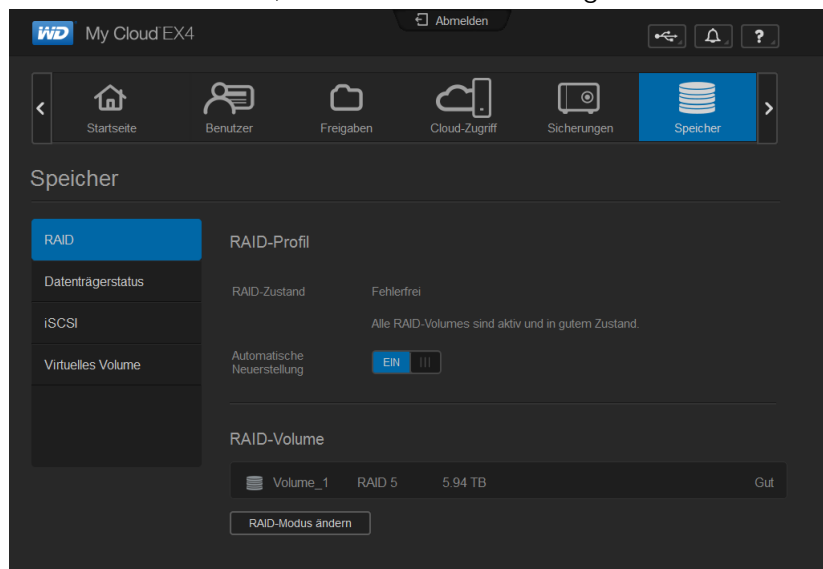 Abmelden
WD My Cloud EX4
?
Startseite
Benutzer
Freigaben
Cloud-Zugriff
Sicherungen
Speicher
Speicher
RAID
Datenträgerstatus
iSCSI
Virtuelles Volume
RAID-Profil
RAID-Zustand
Fehlerfrei
Alle RAID-Volumes sind aktiv und in gutem Zustand.
Automatische
Neuerstellung
EIN
RAID-Volume
Volume_1 RAID 5 5.94 TB Gut
RAID-Modus ändern